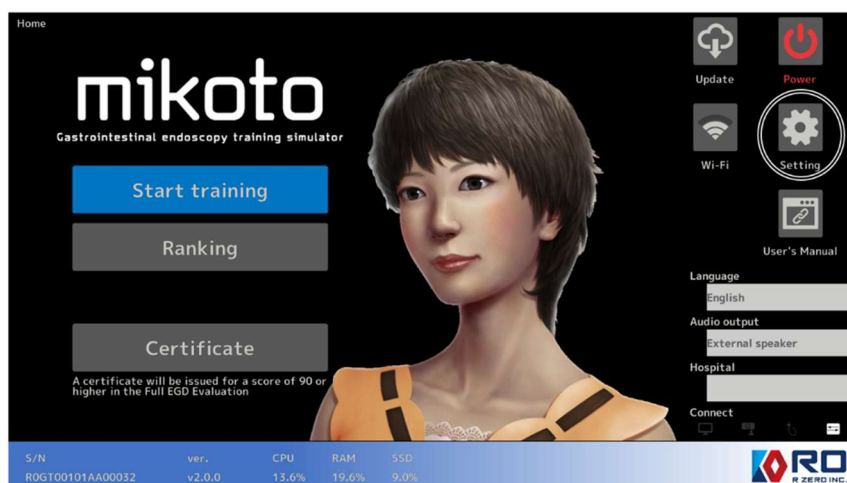 Home
mikoto
Gastrointestinal endoscopy training simulator
Start training
Ranking
Certificate
A certificate will be issued for a score of 90 or
higher in the Full EGD Evaluation
Update
Power
Wi-Fi
Setting
User's Manual
Language
English
Audio output
External speaker
Hospital
Connect
S/N ver. CPU RAM SSD
R0GT00101AA00032 v2.0.0 13.6% 19.6% 9.0%
RO
R ZERO INC.